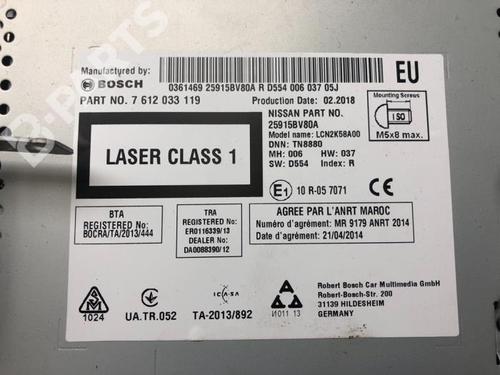 B-PARTS
Manufactured by:
BOSCH
0361469 25915BV80A R D554 006 037 05J
EU
PART NO. 7 612 033 119
Production Date: 02.2018
LASER CLASS 1
NISSAN PART NO.
25915BV80A
Model name: LCN2K58A00
DNN: TN8880
MH: 006 HW: 037
SW: D554 Index: R
Mounting Screws
ISO
M5x8 max.
E1 10 R-05 7071
CE
BTA
REGISTERED No:
BOCRA/TA/2013/444
TRA
REGISTERED No:
ER0116339/13
DEALER No:
DA0088390/12
AGREE PAR L'ANRT MAROC
Numéro d'agrément: MR 9179 ANRT 2014
Date d'agrément: 21/04/2014
1024
UA.TR.052
ICASA
TA-2013/892
И011 13
Robert Bosch Car Multimedia GmbH
Robert-Bosch-Str. 200
31139 HILDESHEIM
GERMANY